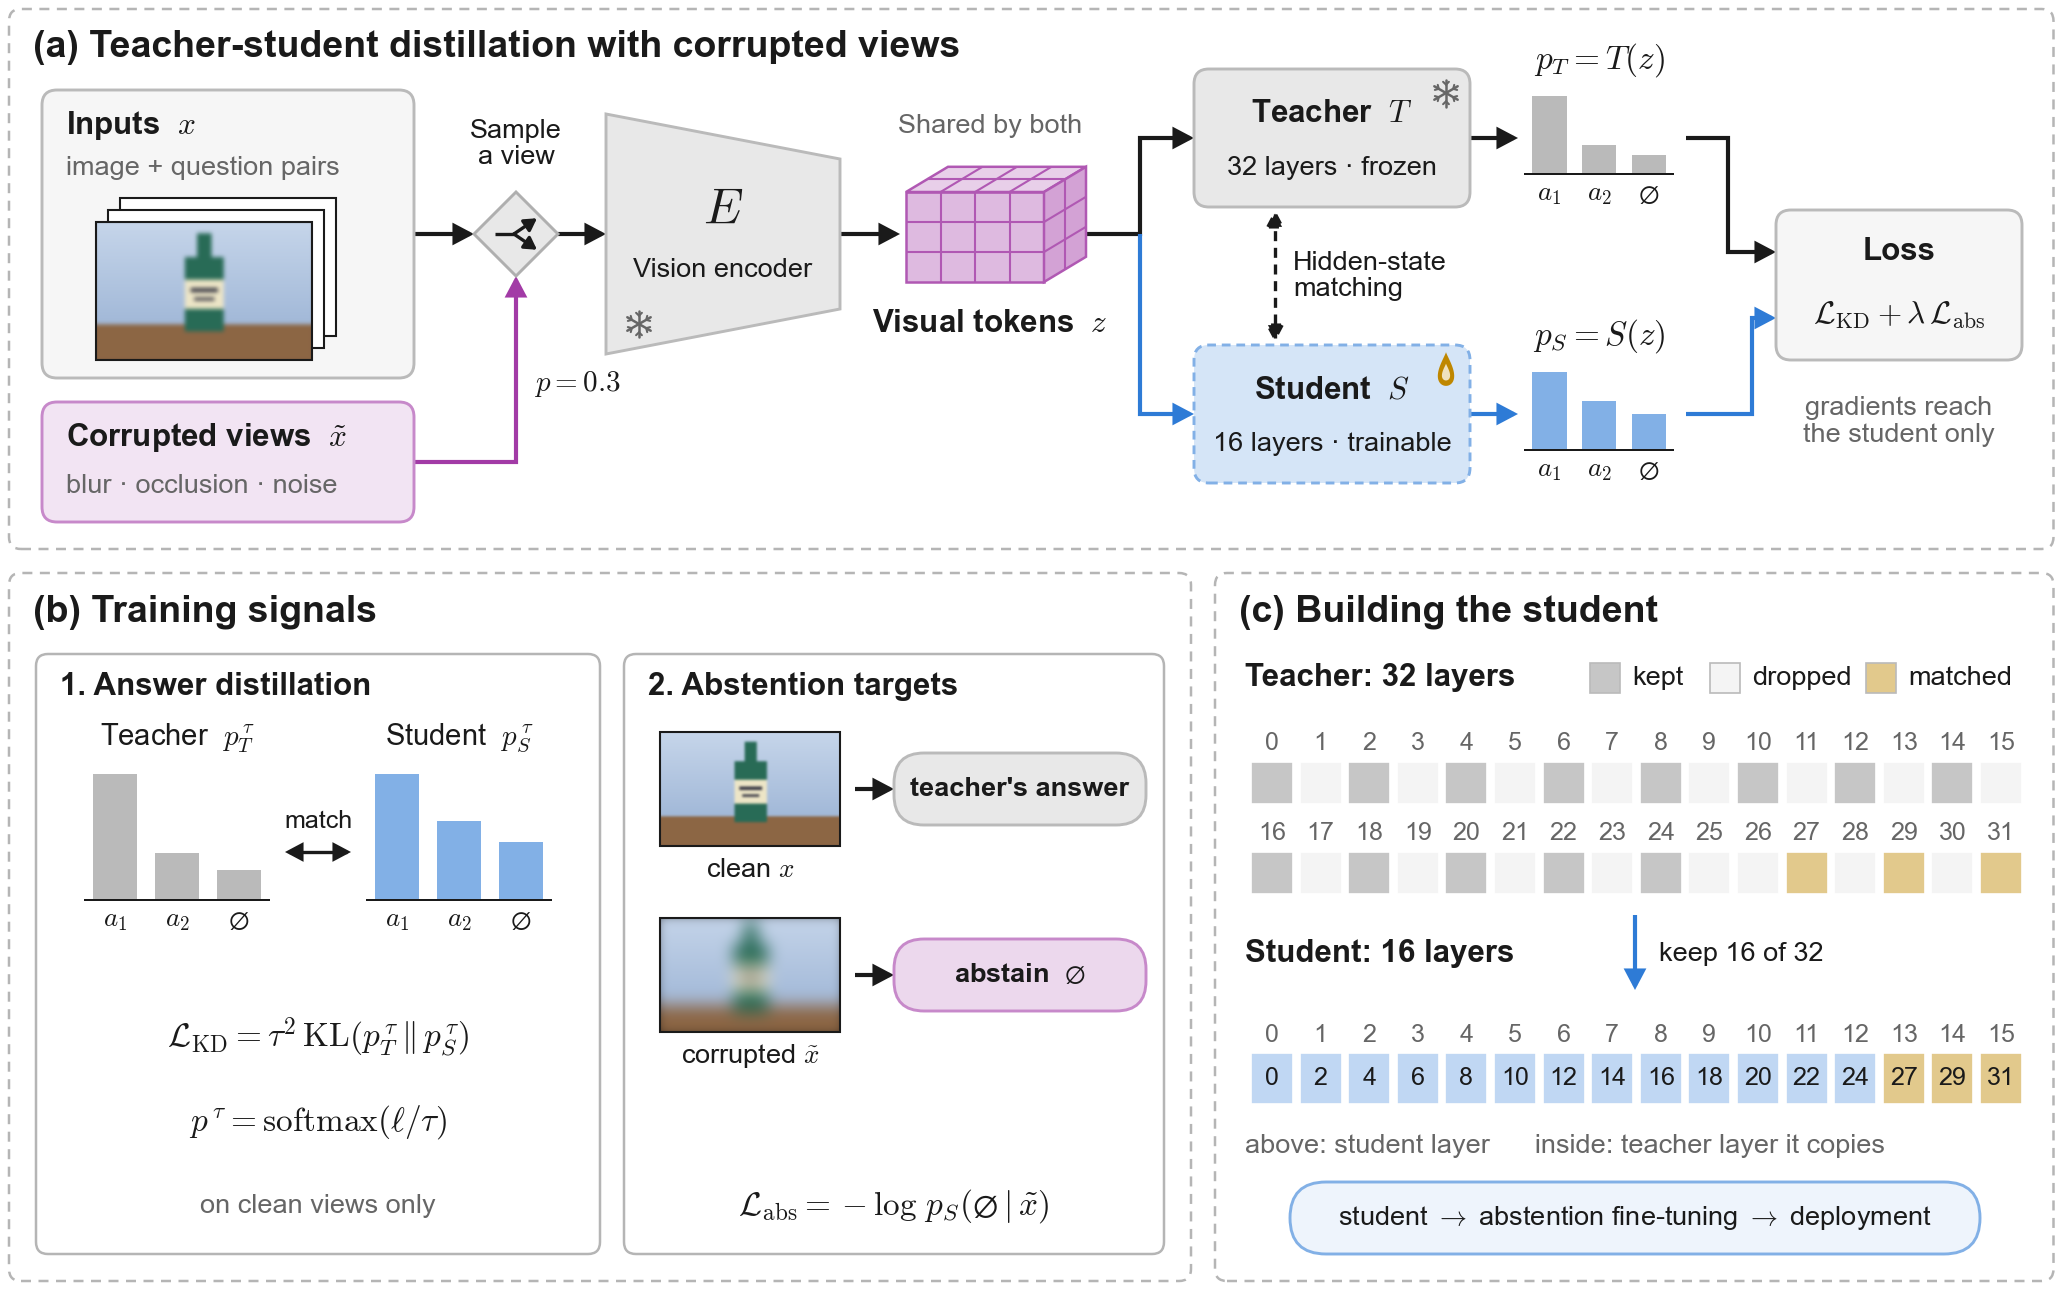 (a) Teacher-student distillation with corrupted views
Inputs x
image + question pairs
Sample
a view
E
Vision encoder
Shared by both
Visual tokens z
Corrupted views x̃
blur · occlusion · noise
p = 0.3
Teacher T
32 layers · frozen
Hidden-state
matching
Student S
16 layers · trainable
p_T = T(z)
a₁ a₂ ∅
p_S = S(z)
a₁ a₂ ∅
Loss
ℒ_KD + λ ℒ_abs
gradients reach
the student only
(b) Training signals
1. Answer distillation
Teacher p_T^τ
Student p_S^τ
match
a₁ a₂ ∅
a₁ a₂ ∅
ℒ_KD = τ² KL(p_T^τ ∥ p_S^τ)
p^τ = softmax(ℓ/τ)
on clean views only
2. Abstention targets
teacher's answer
clean x
abstain ∅
corrupted x̃
ℒ_abs = − log p_S(∅ | x̃)
(c) Building the student
Teacher: 32 layers
kept dropped matched
0 1 2 3 4 5 6 7 8 9 10 11 12 13 14 15
16 17 18 19 20 21 22 23 24 25 26 27 28 29 30 31
Student: 16 layers
keep 16 of 32
0 1 2 3 4 5 6 7 8 9 10 11 12 13 14 15
0 2 4 6 8 10 12 14 16 18 20 22 24 27 29 31
above: student layer inside: teacher layer it copies
student → abstention fine-tuning → deployment